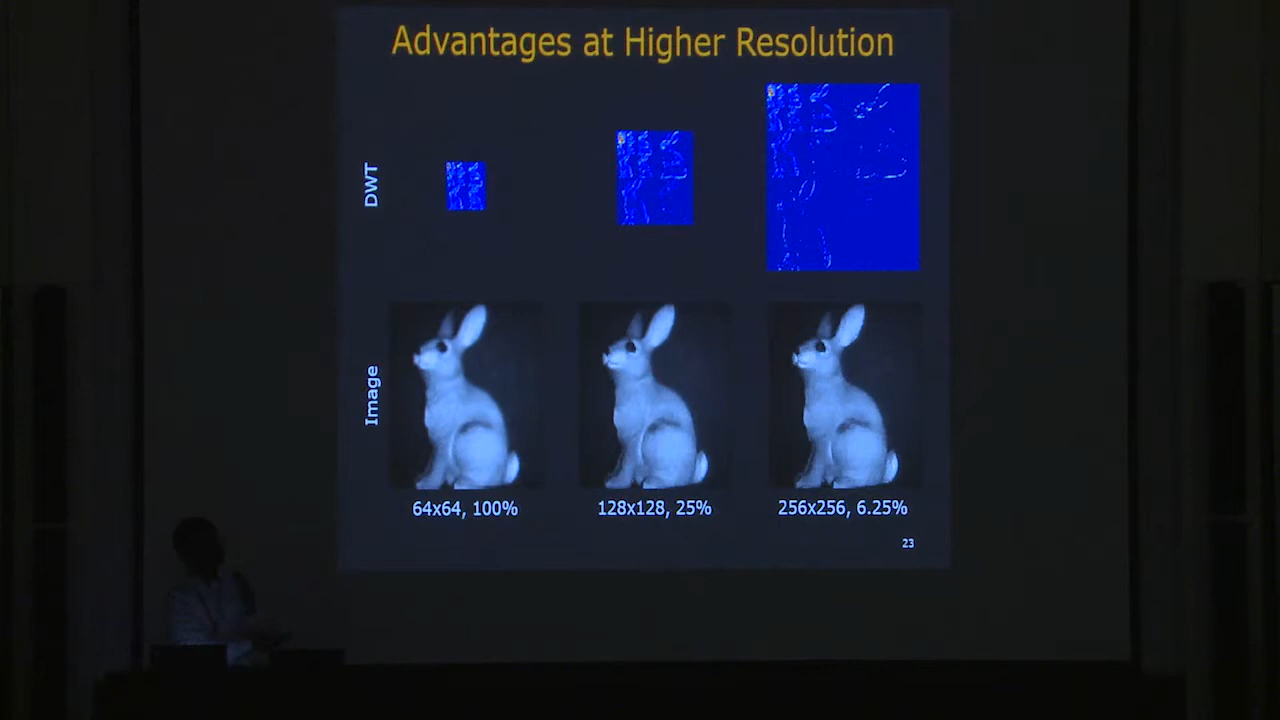 Advantages at Higher Resolution
DWT
Image
64x64, 100%
128x128, 25%
256x256, 6.25%
23